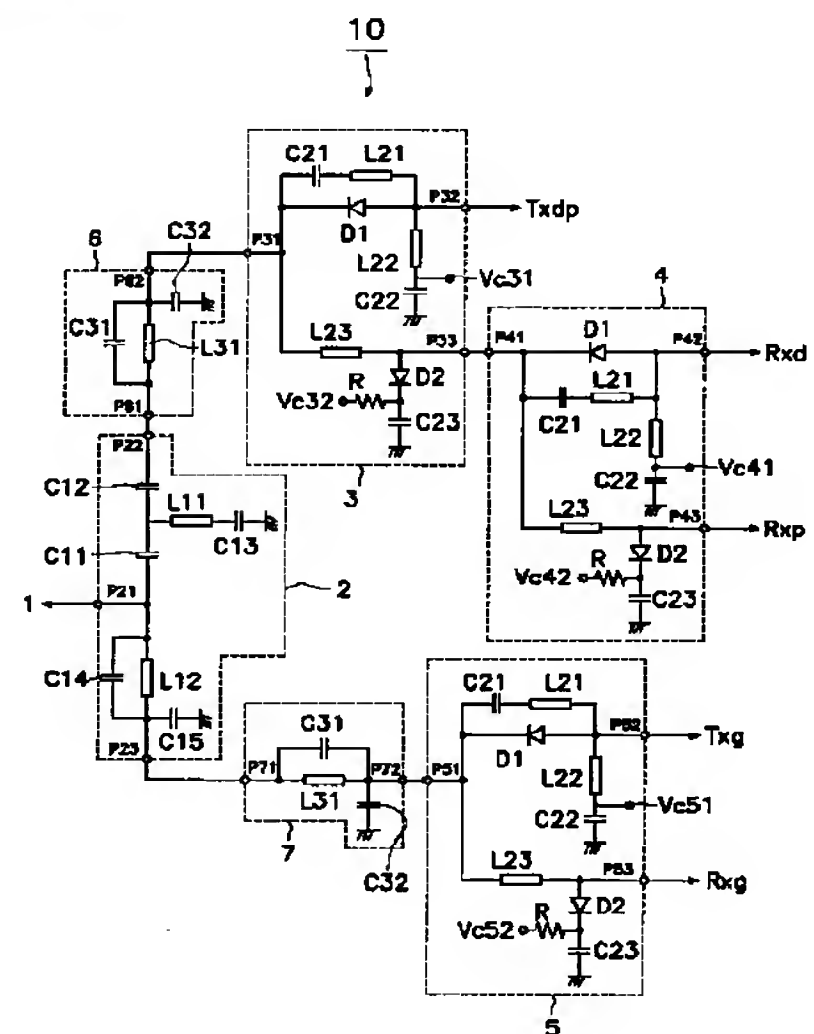 10
C21 L21
P32
Txdp
D1
6
C32
P31
L22
Vc31
P62
C22
4
C31
L31
L23
P33
P41
D1
P42
Rxd
D2
R
Vc32
C23
L21
C21
L22
P61
P22
C12
L11
C13
3
C22
Vc41
L23
P43
Rxp
C11
2
D2
R
Vc42
C23
1
P21
C14
L12
C15
P23
C21 L21
C31
P71
P72
P51
D1
P52
Txg
L31
L22
C22
Vc51
7
C32
L23
P53
Rxg
R
D2
Vc52
C23
5